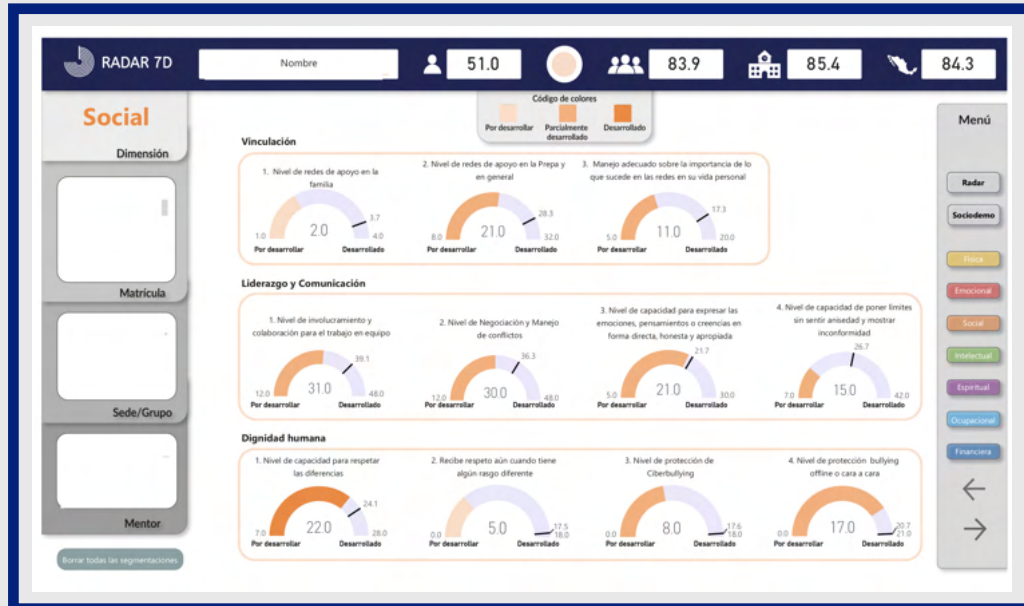 RADAR 7D
Nombre
51.0
83.9
85.4
84.3
Social
Dimensión
Matrícula
Sede/Grupo
Mentor
Borrar todas las segmentaciones
Código de colores
Por desarrollar
Parcialmente
desarrollado
Desarrollado
Vinculación
1. Nivel de redes de apoyo en la
familia
1.0
2.0
3.7
4.0
Por desarrollar
Desarrollado
2. Nivel de redes de apoyo en la Prepa y
en general
8.0
21.0
28.3
32.0
Por desarrollar
Desarrollado
3. Manejo adecuado sobre la importancia de lo
que sucede en las redes en su vida personal
5.0
11.0
17.3
20.0
Por desarrollar
Desarrollado
Liderazgo y Comunicación
1. Nivel de involucramiento y
colaboración para el trabajo en equipo
12.0
31.0
39.1
48.0
Por desarrollar
Desarrollado
2. Nivel de Negociación y Manejo
de conflictos
12.0
30.0
36.3
48.0
Por desarrollar
Desarrollado
3. Nivel de capacidad para expresar las
emociones, pensamientos o creencias en
forma directa, honesta y apropiada
5.0
21.0
21.7
30.0
Por desarrollar
Desarrollado
4. Nivel de capacidad de poner limites
sin sentir anisedad y mostrar
inconformidad
7.0
15.0
26.7
42.0
Por desarrollar
Desarrollado
Dignidad humana
1. Nivel de capacidad para respetar
las diferencias
7.0
22.0
24.1
28.0
Por desarrollar
Desarrollado
2. Recibe respeto aún cuando tiene
algún rasgo diferente
0.0
5.0
17.5
18.0
Por desarrollar
Desarrollado
3. Nivel de protección de
Ciberbullying
0.0
8.0
17.6
18.0
Por desarrollar
Desarrollado
4. Nivel de protección bullying
offline o cara a cara
0.0
17.0
20.7
21.0
Por desarrollar
Desarrollado
Menú
Radar
Sociodemo
Física
Emocional
Social
Intelectual
Espiritual
Ocupacional
Financiera